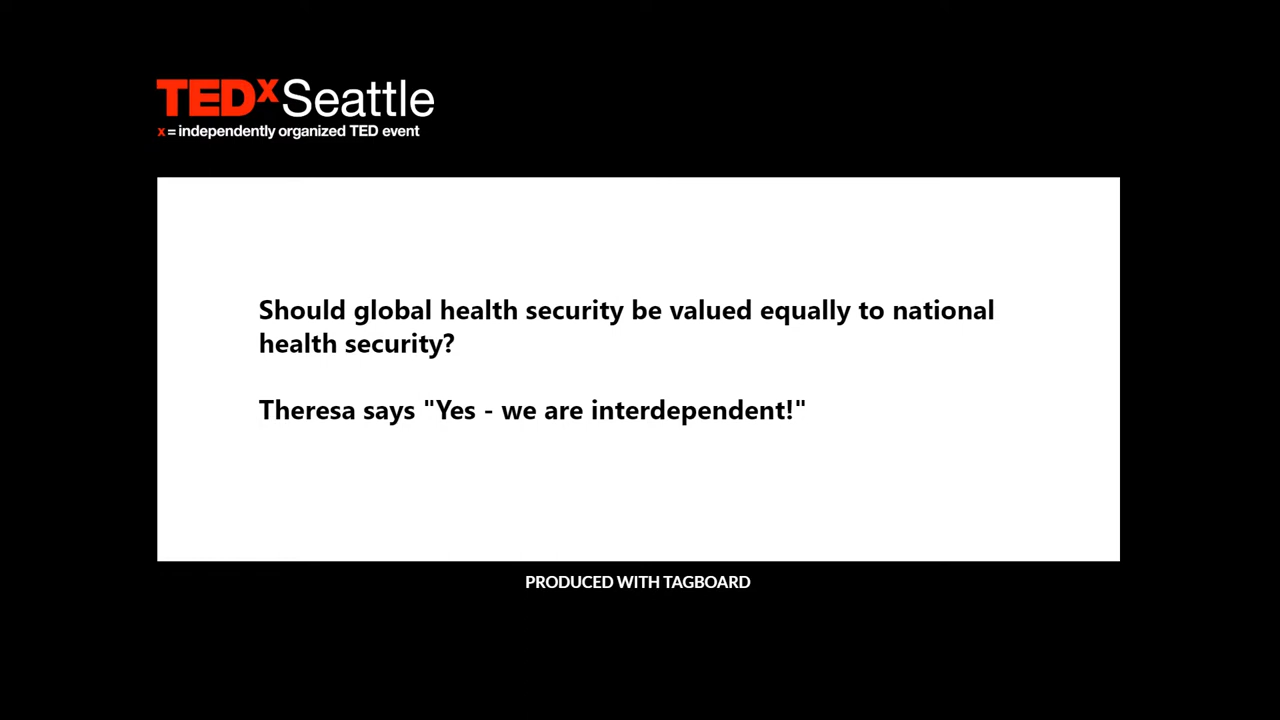 TEDxSeattle
x = independently organized TED event
Should global health security be valued equally to national
health security?
Theresa says "Yes - we are interdependent!"
PRODUCED WITH TAGBOARD